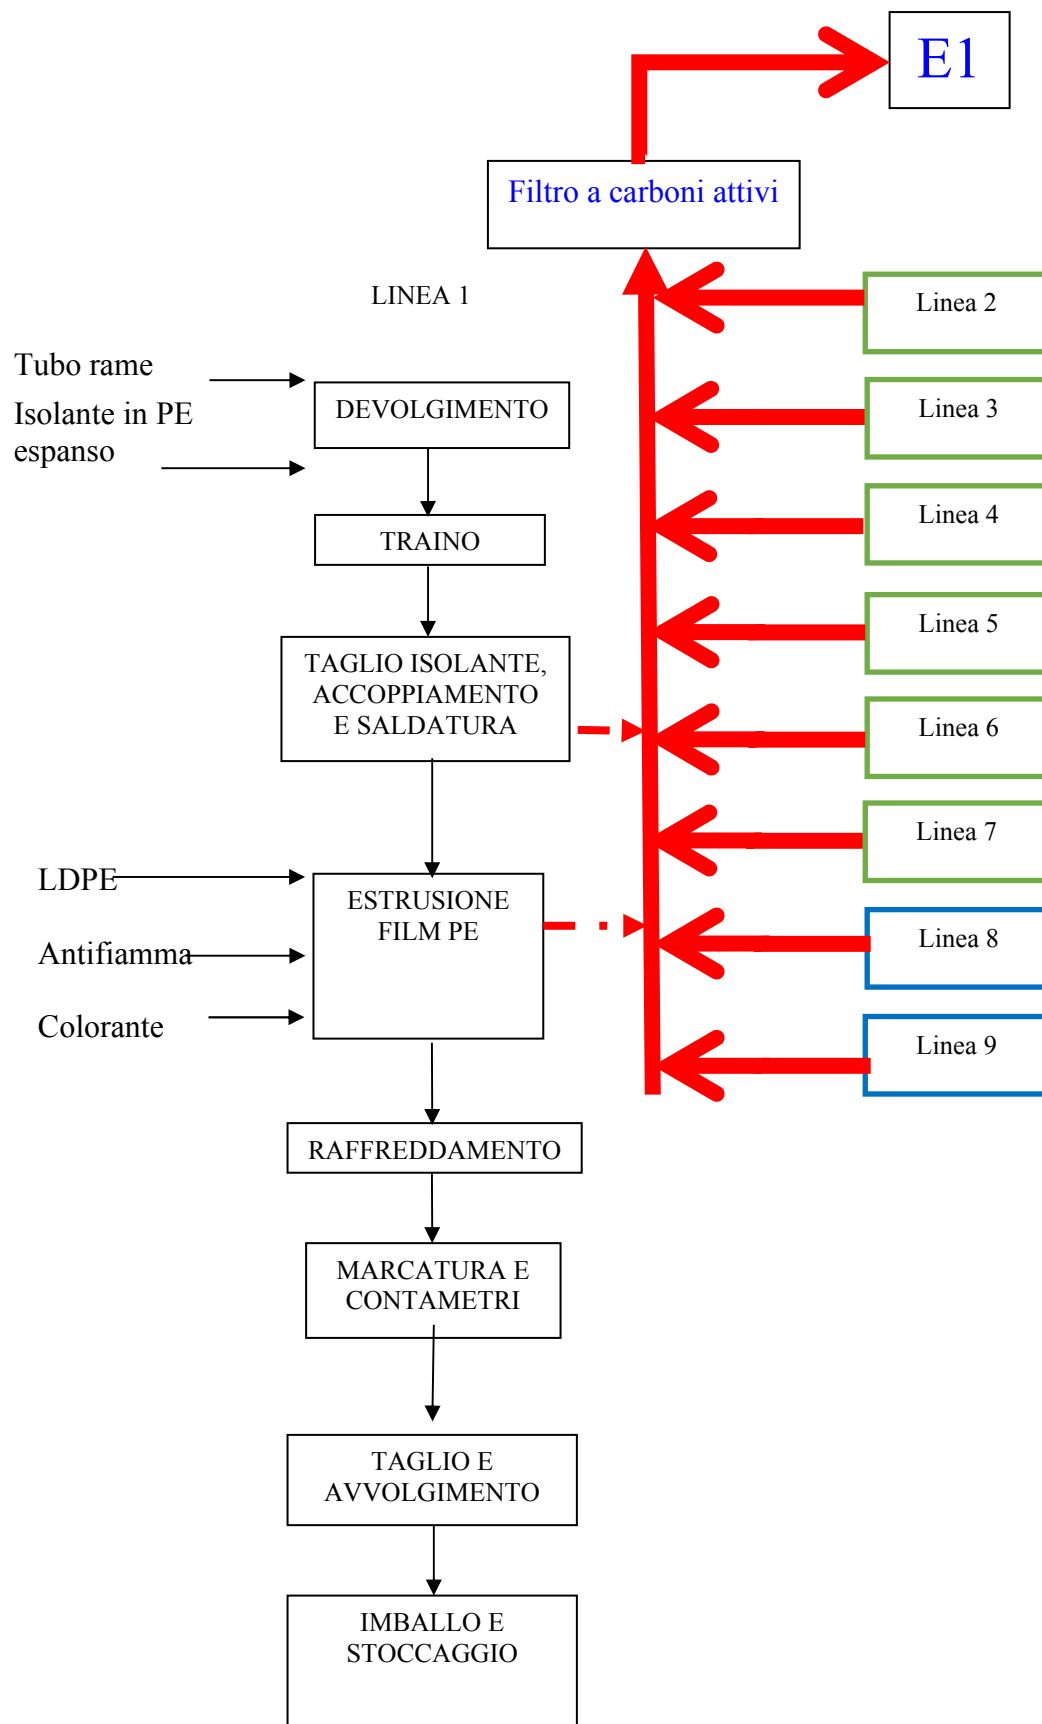 E1
Filtro a carboni attivi
LINEA 1
Linea 2
Tubo rame
Isolante in PE
espanso
DEVOLGIMENTO
Linea 3
TRAINO
Linea 4
TAGLIO ISOLANTE,
ACCOPPIAMENTO
E SALDATURA
Linea 5
Linea 6
Linea 7
LDPE
Antifiamma
Colorante
ESTRUSIONE
FILM PE
Linea 8
Linea 9
RAFFREDDAMENTO
MARCATURA E
CONTAMETRI
TAGLIO E
AVVOLGIMENTO
IMBALLO E
STOCCAGGIO